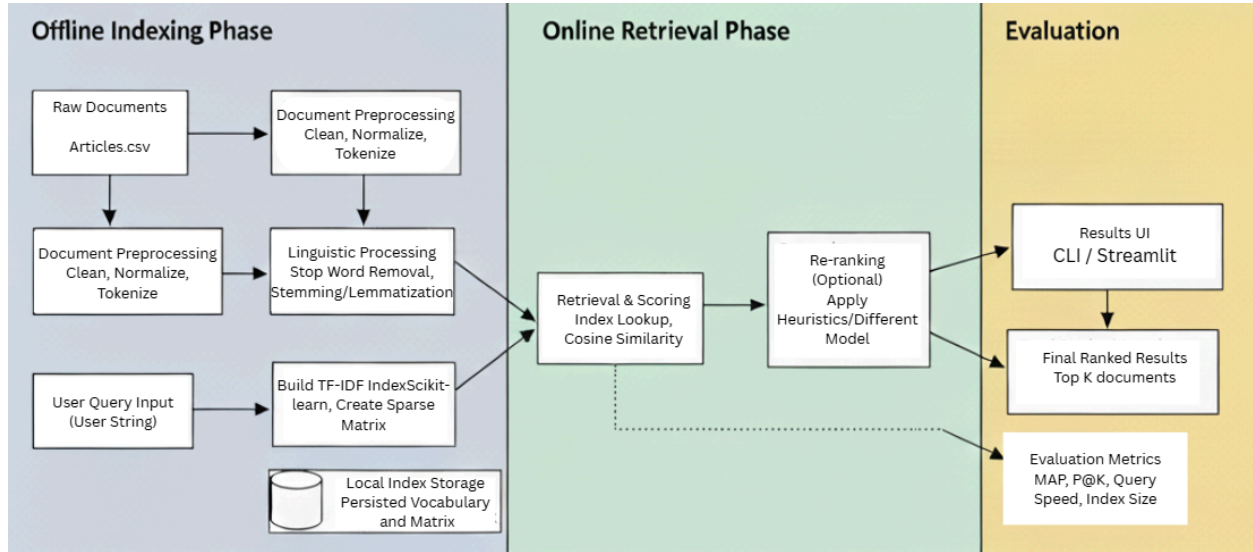 Offline Indexing Phase
Online Retrieval Phase
Evaluation
Raw Documents
Articles.csv
Document Preprocessing
Clean, Normalize,
Tokenize
Document Preprocessing
Clean, Normalize,
Tokenize
Linguistic Processing
Stop Word Removal,
Stemming/Lemmatization
User Query Input
(User String)
Build TF-IDF IndexScikit-
learn, Create Sparse
Matrix
Local Index Storage
Persisted Vocabulary
and Matrix
Retrieval & Scoring
Index Lookup,
Cosine Similarity
Re-ranking
(Optional)
Apply
Heuristics/Different
Model
Results UI
CLI / Streamlit
Final Ranked Results
Top K documents
Evaluation Metrics
MAP, P@K, Query
Speed, Index Size